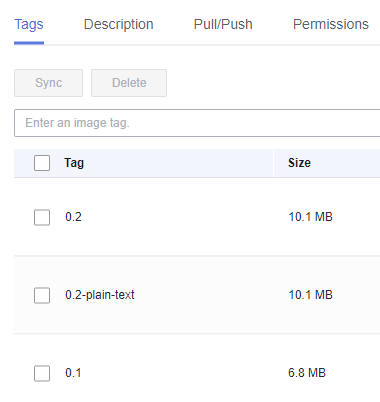 Tags Description Pull/Push Permissions
Sync Delete
Enter an image tag.
Tag Size
0.2 10.1 MB
0.2-plain-text 10.1 MB
0.1 6.8 MB